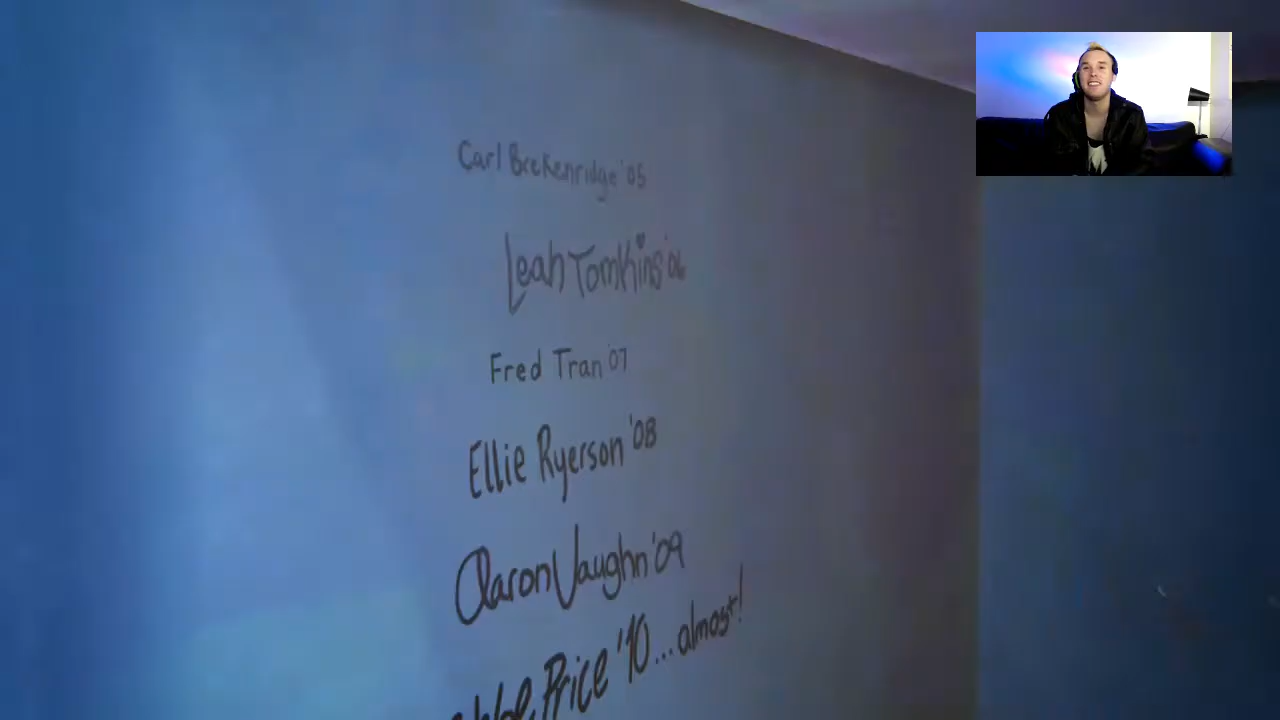 Carl Breckenridge '05
Leah Tomkins '06
Fred Tran '07
Ellie Ryerson '08
Aaron Vaughn '09
Price '10...almost!